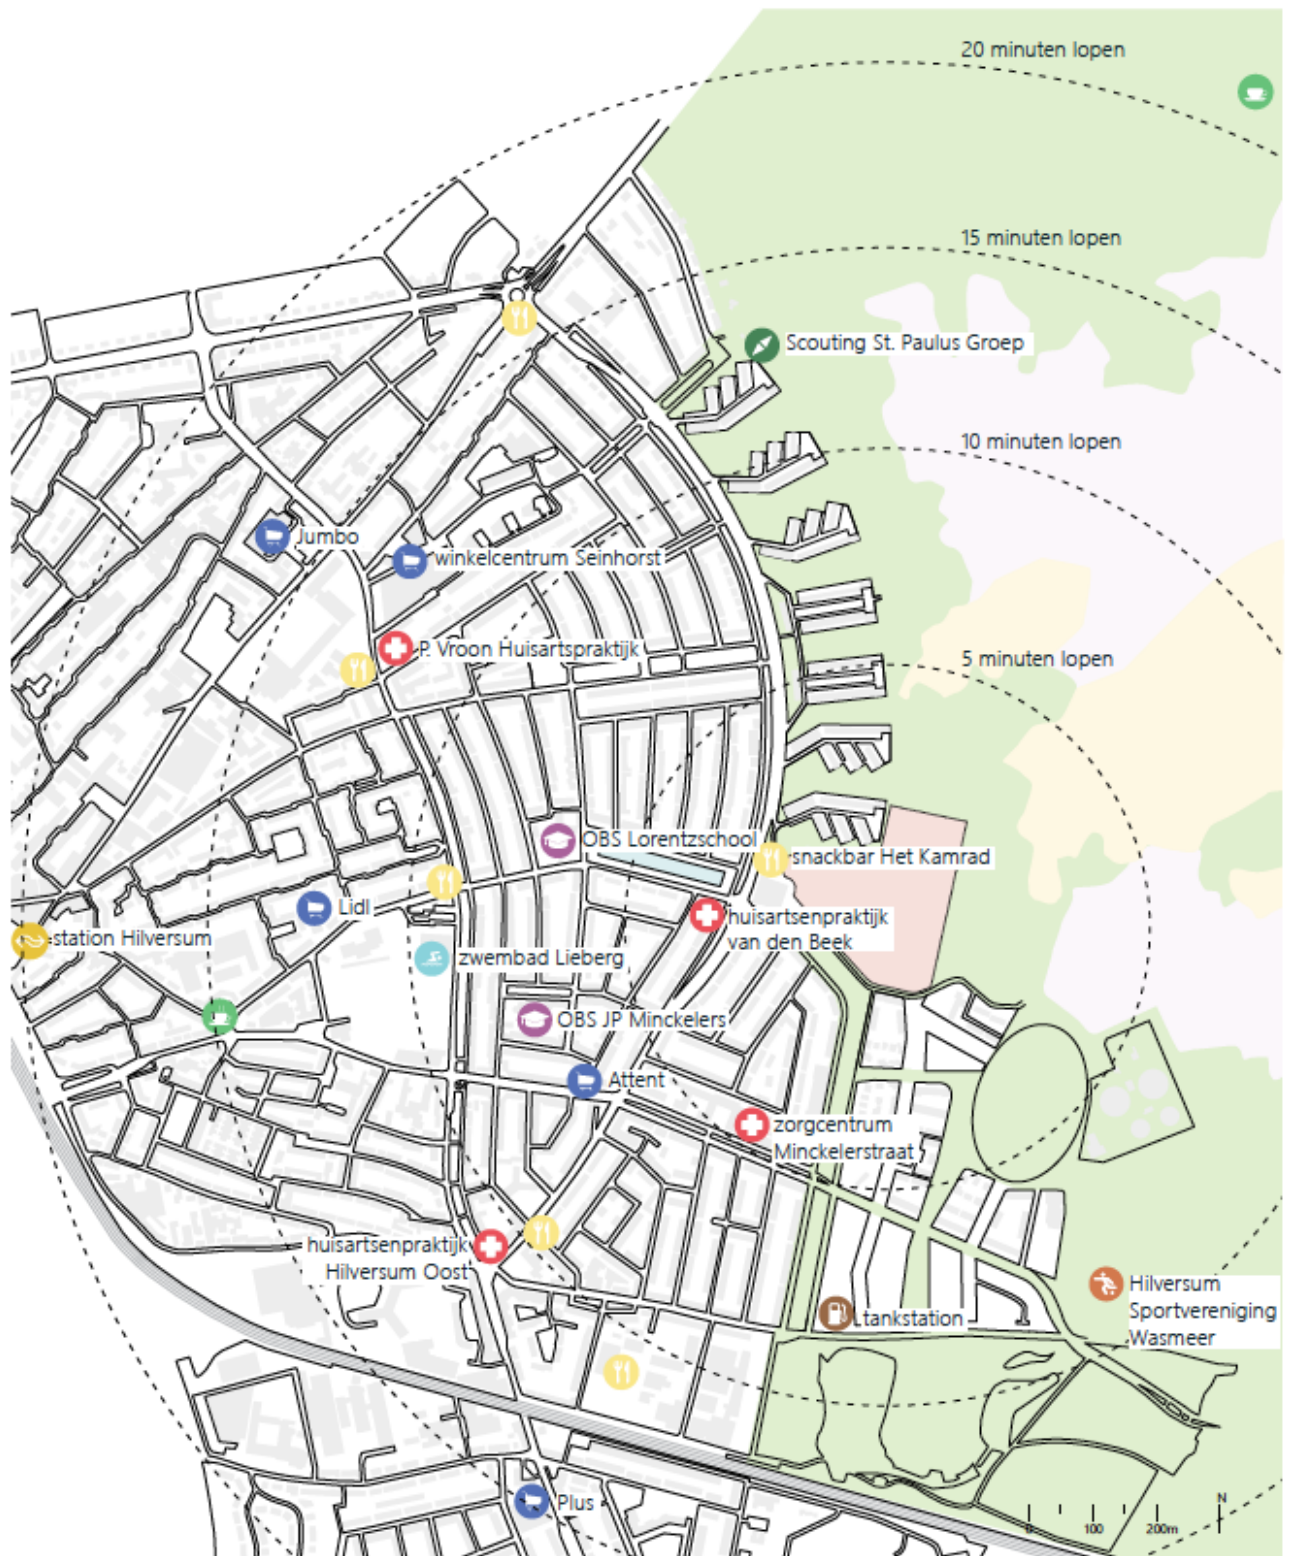 20 minuten lopen
15 minuten lopen
Scouting St. Paulus Groep
10 minuten lopen
Jumbo
winkelcentrum Seinhorst
P. Vroon Huisartspraktijk
5 minuten lopen
OBS Lorentzschool
snackbar Het Kamrad
Lidl
huisartsenpraktijk
van den Beek
station Hilversum
zwembad Lieberg
OBS JP Minckelers
Attent
zorgcentrum
Minckelerstraat
huisartsenpraktijk
Hilversum Oost
Hilversum
Sportvereniging
Wasmeer
tankstation
Plus
N
0 100 200m